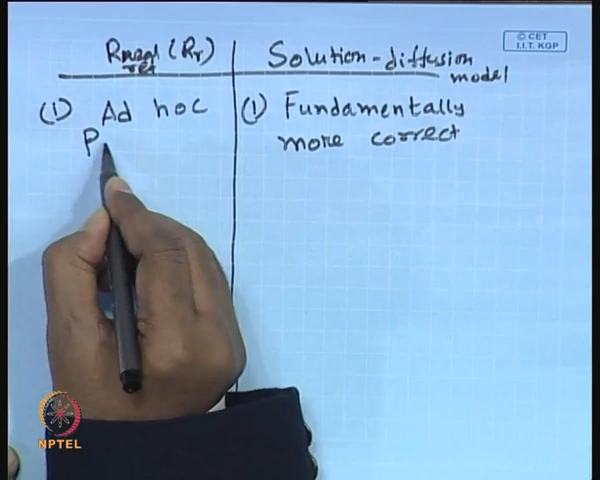 © CET
I.I.T. KGP
Rreal (Rr)
Solution-diffusion
model
(1) Ad hoc
P
(1) Fundamentally
more correct
NPTEL